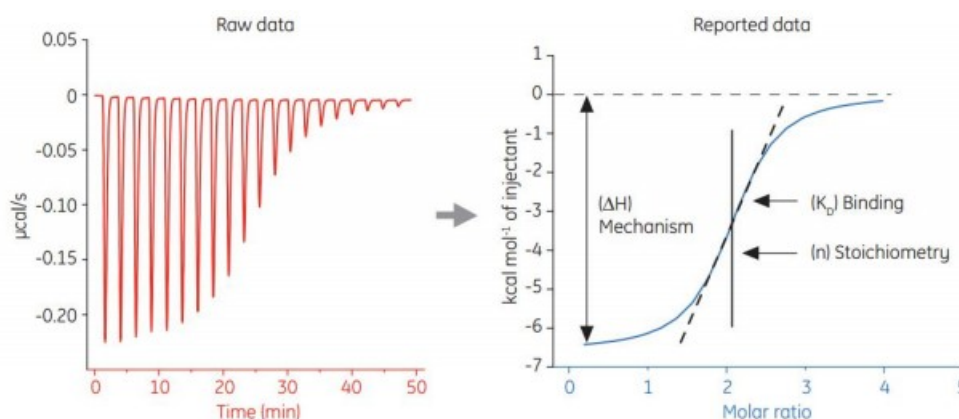 Raw data
0.05
0
-0.05
-0.10
-0.15
-0.20
µcal/s
0 10 20 30 40 50
Time (min)
Reported data
1
0
-1
-2
-3
-4
-5
-6
-7
kcal mol⁻¹ of injectant
(ΔH)
Mechanism
(K_D) Binding
(n) Stoichiometry
0 1 2 3 4 5
Molar ratio